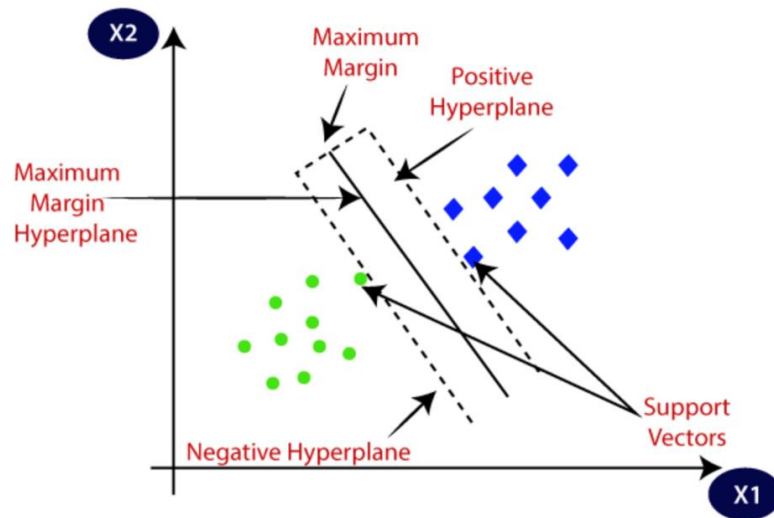 X2
Maximum
Margin
Positive
Hyperplane
Maximum
Margin
Hyperplane
Support
Vectors
Negative Hyperplane
X1